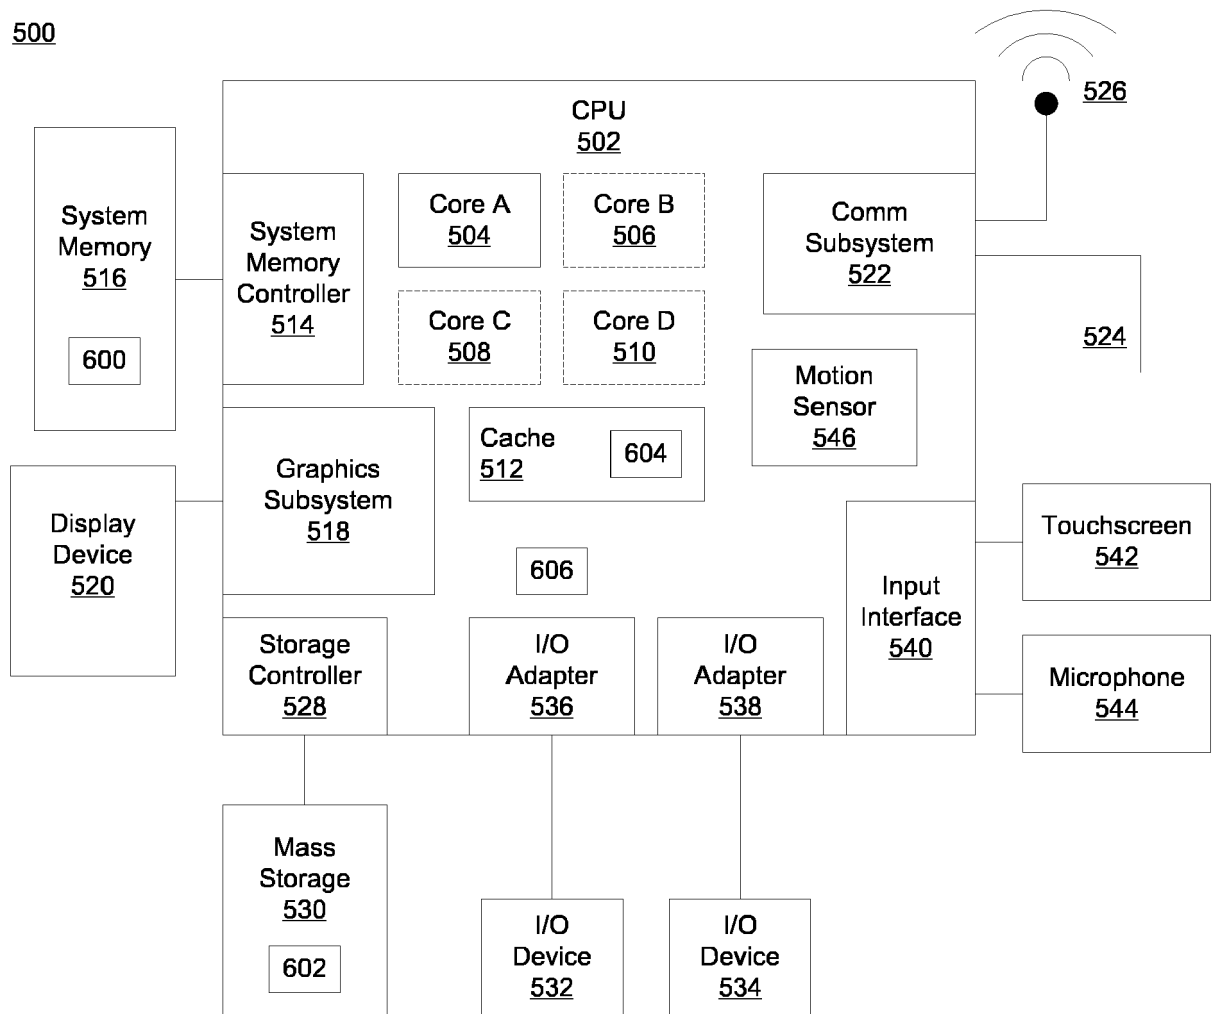 500
526
CPU
502
System
Memory
516
600
System
Memory
Controller
514
Core A
504
Core B
506
Comm
Subsystem
522
Core C
508
Core D
510
524
Motion
Sensor
546
Cache
512
604
Graphics
Subsystem
518
Display
Device
520
606
Touchscreen
542
Input
Interface
540
Storage
Controller
528
I/O
Adapter
536
I/O
Adapter
538
Microphone
544
Mass
Storage
530
602
I/O
Device
532
I/O
Device
534